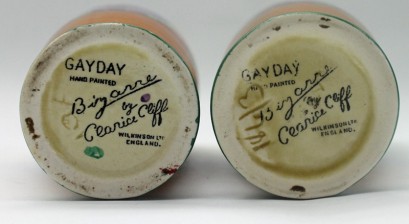 GAYDAY
HAND PAINTED
Bizarre
by
Clarice Cliff
WILKINSON LTD
ENGLAND.
GAYDAY
HAND PAINTED
Bizarre
by
Clarice Cliff
WILKINSON LTD
ENGLAND.